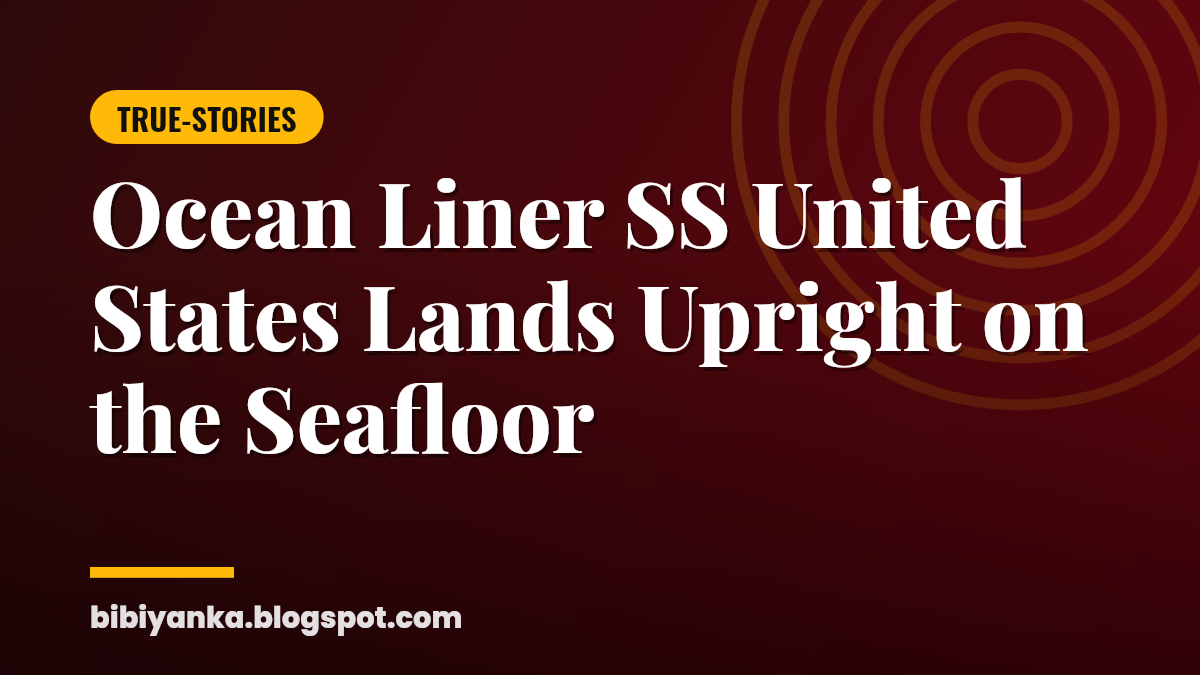 TRUE-STORIES
Ocean Liner SS United
States Lands Upright on
the Seafloor
bibiyanka.blogspot.com